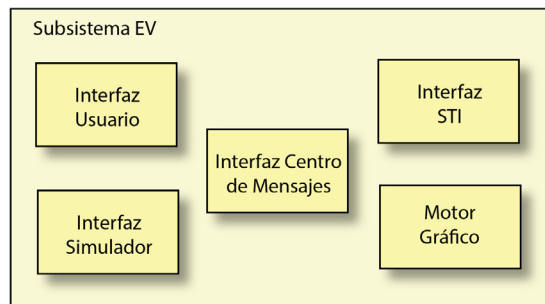 Subsistema EV
Interfaz
Usuario
Interfaz
STI
Interfaz Centro
de Mensajes
Interfaz
Simulador
Motor
Gráfico